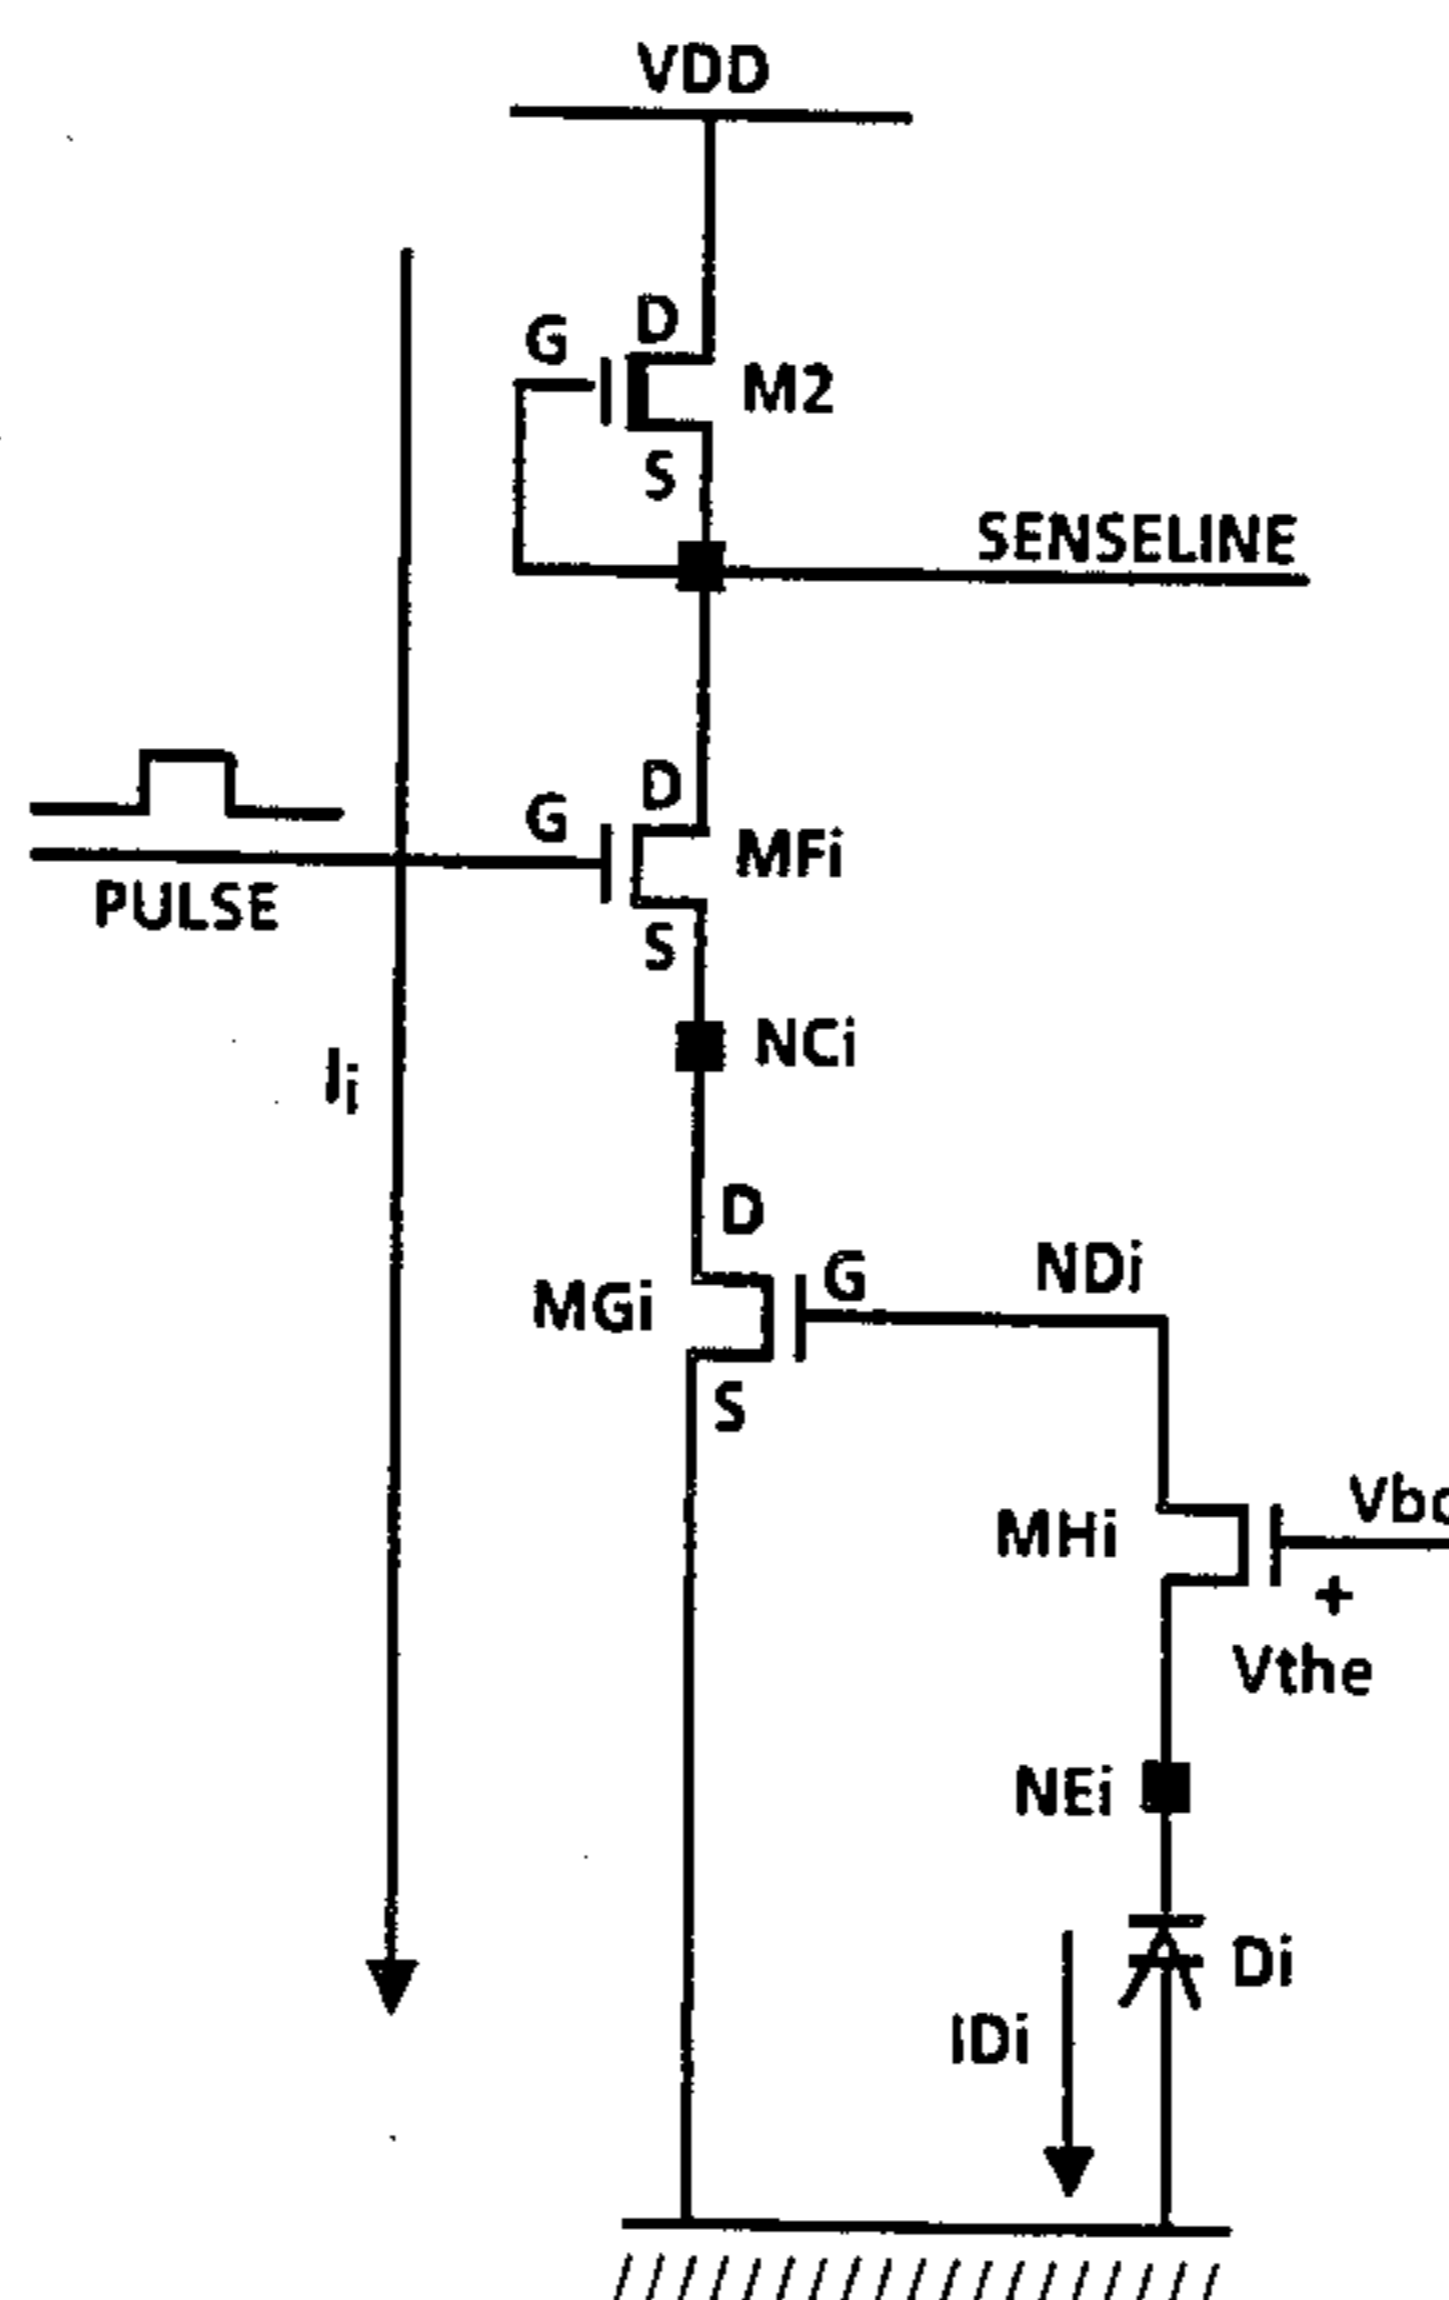 VDD
G D
M2
S
SENSELINE
D
G MFi
PULSE
S
NCi
Ii
D
G NDi
MGi
S
MHi
+
Vthe
NEi
Di
IDi